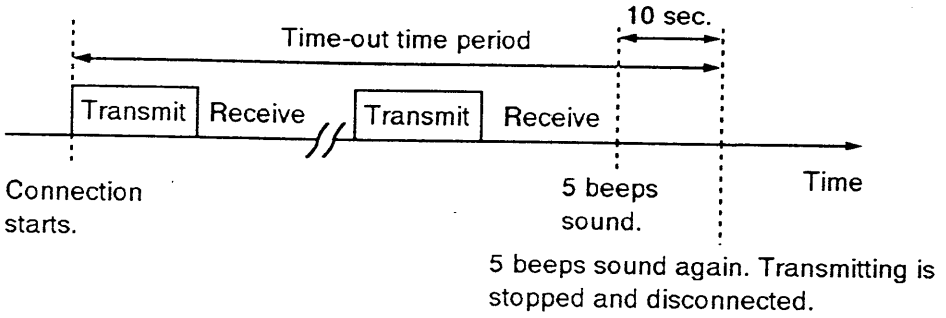 10 sec.
Time-out time period
Transmit Receive Transmit Receive
Connection
starts.
5 beeps
sound.
Time
5 beeps sound again. Transmitting is
stopped and disconnected.